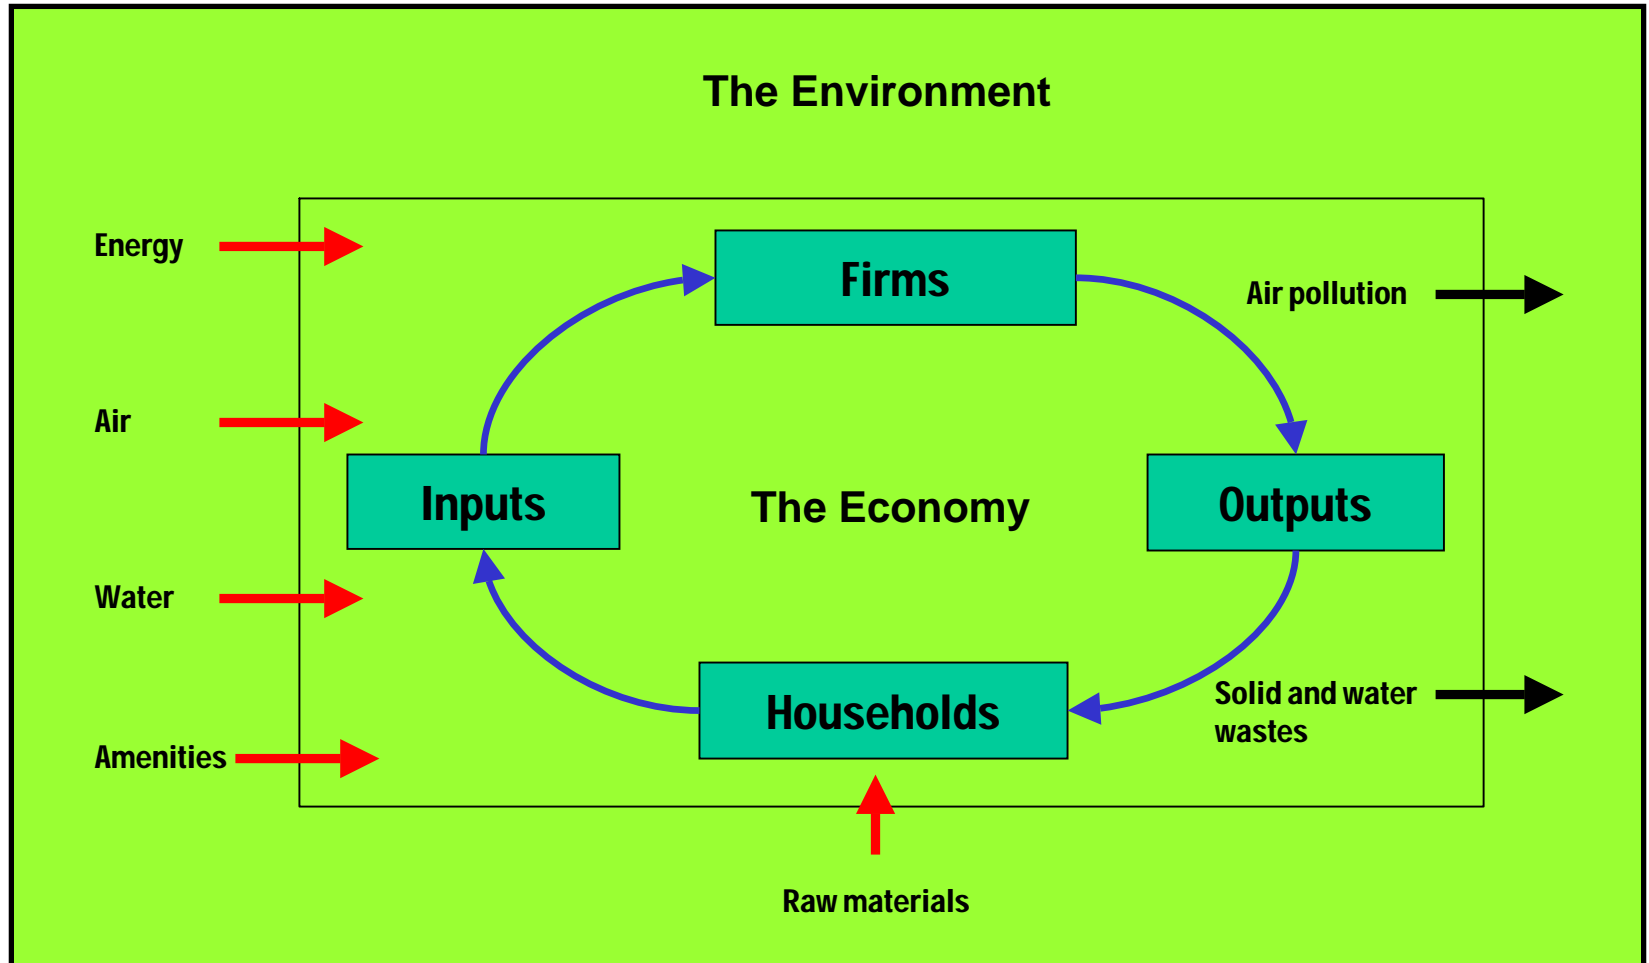 The Environment
Energy
Firms
Air pollution
Air
Inputs
The Economy
Outputs
Water
Households
Solid and water
wastes
Amenities
Raw materials